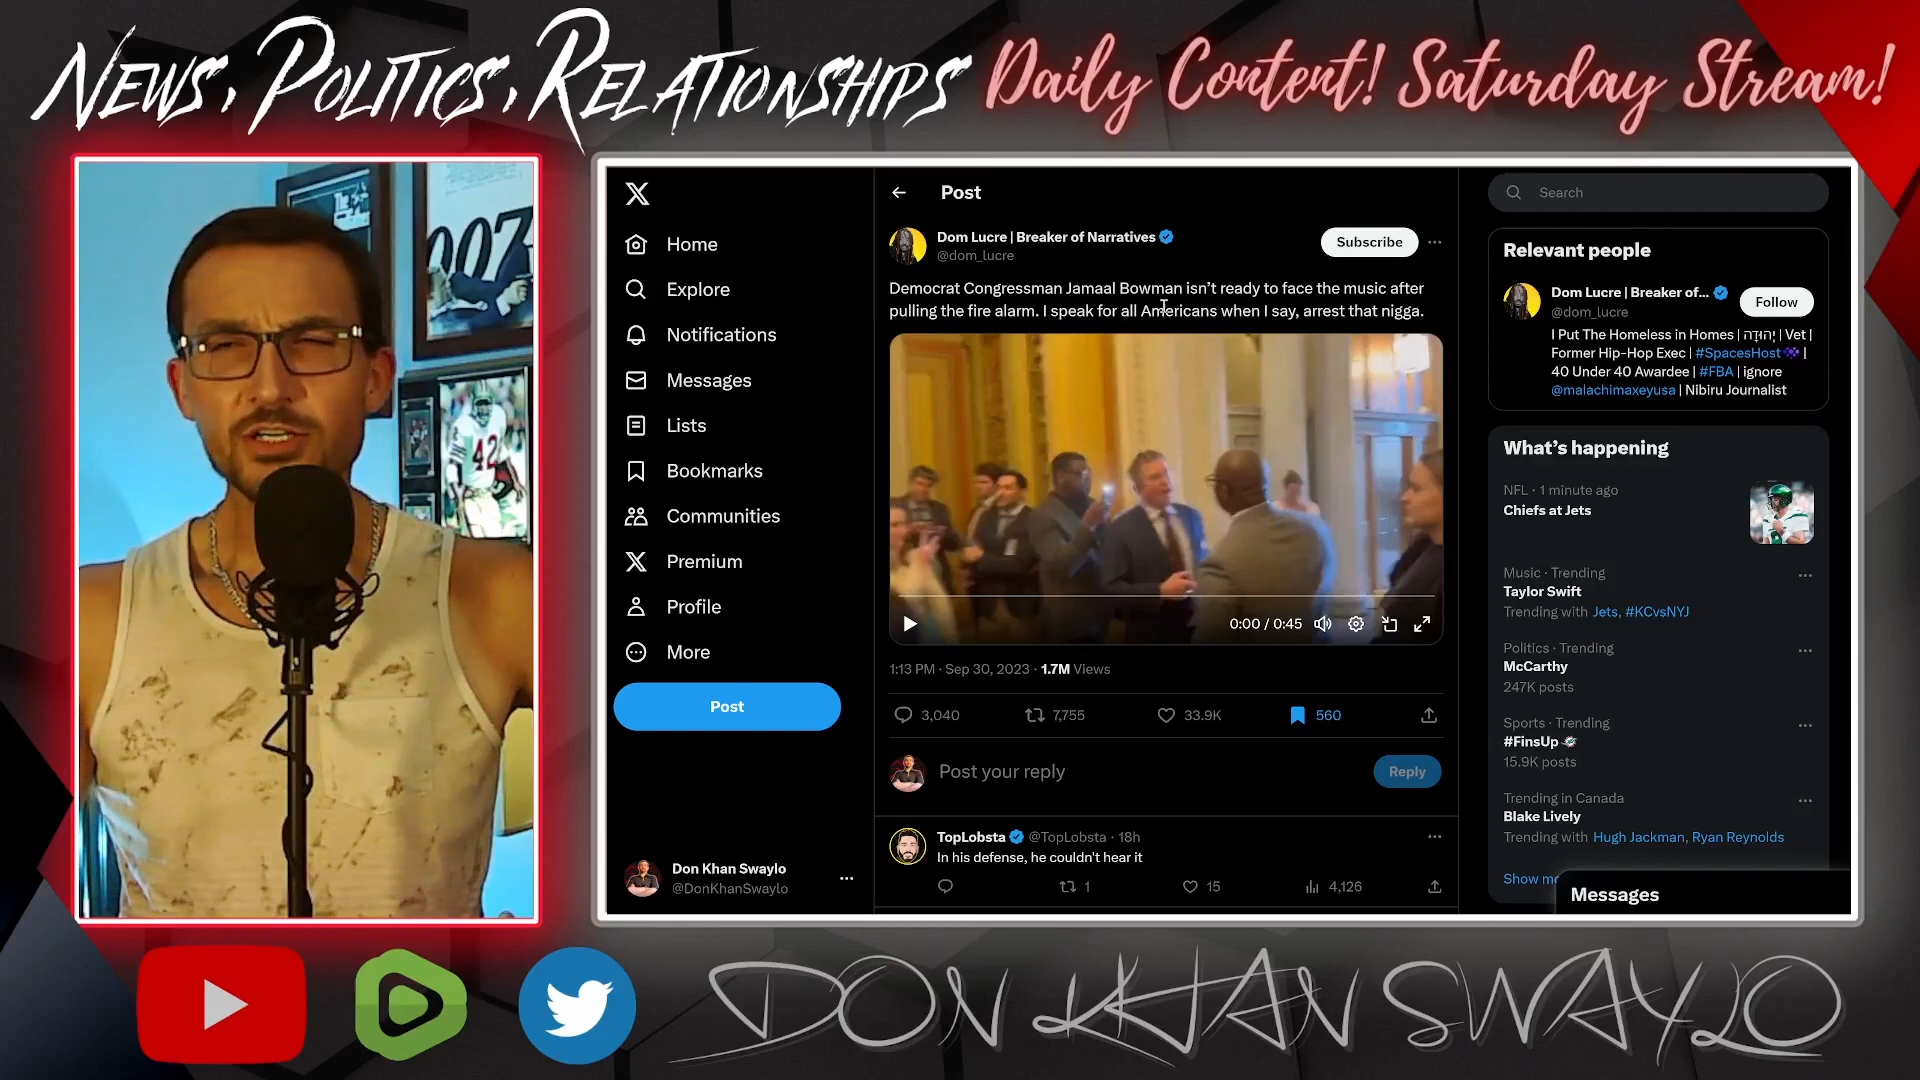 News, Politics, Relationships
Daily Content! Saturday Stream!
007
42
X
Home
Explore
Notifications
Messages
Lists
Bookmarks
Communities
Premium
Profile
More
Post
Don Khan Swaylo
@DonKhanSwaylo
Post
Dom Lucre | Breaker of Narratives
@dom_lucre
Subscribe
Democrat Congressman Jamaal Bowman isn’t ready to face the music after
pulling the fire alarm. I speak for all Americans when I say, arrest that nigga.
0:00 / 0:45
1:13 PM · Sep 30, 2023 · 1.7M Views
3,040 7,755 33.9K 560
Post your reply
Reply
TopLobsta @TopLobsta · 18h
In his defense, he couldn't hear it
1 15 4,126
Search
Relevant people
Dom Lucre | Breaker of...
@dom_lucre
Follow
I Put The Homeless in Homes | יְהוּדָה | Vet |
Former Hip-Hop Exec | #SpacesHost |
40 Under 40 Awardee | #FBA | ignore
@malachimaxeyusa | Nibiru Journalist
What’s happening
NFL · 1 minute ago
Chiefs at Jets
Music · Trending
Taylor Swift
Trending with Jets, #KCvsNYJ
Politics · Trending
McCarthy
247K posts
Sports · Trending
#FinsUp
15.9K posts
Trending in Canada
Blake Lively
Trending with Hugh Jackman, Ryan Reynolds
Show
Messages
DON KHAN SWAYLO